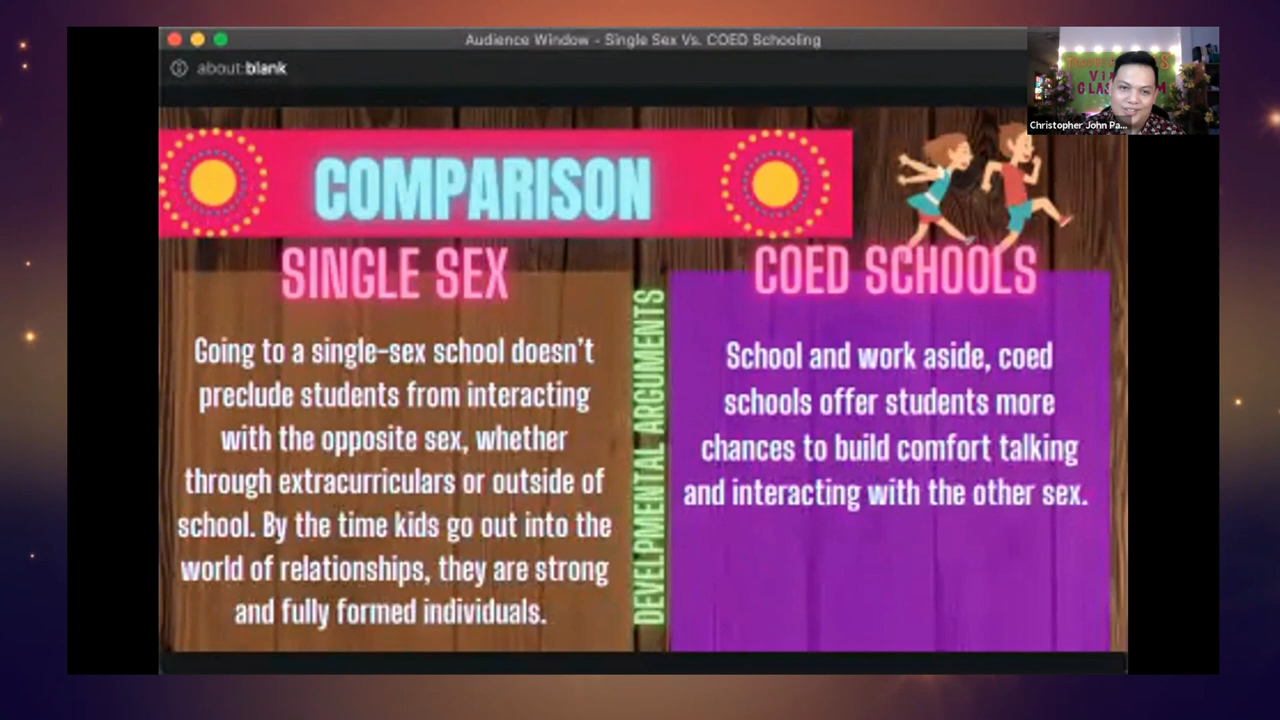 Audience Window - Single Sex Vs. COED Schooling
about:blank
Christopher John Pa...
COMPARISON
SINGLE SEX
Going to a single-sex school doesn't
preclude students from interacting
with the opposite sex, whether
through extracurriculars or outside of
school. By the time kids go out into the
world of relationships, they are strong
and fully formed individuals.
DEVELPMENTAL ARGUMENTS
COED SCHOOLS
School and work aside, coed
schools offer students more
chances to build comfort talking
and interacting with the other sex.